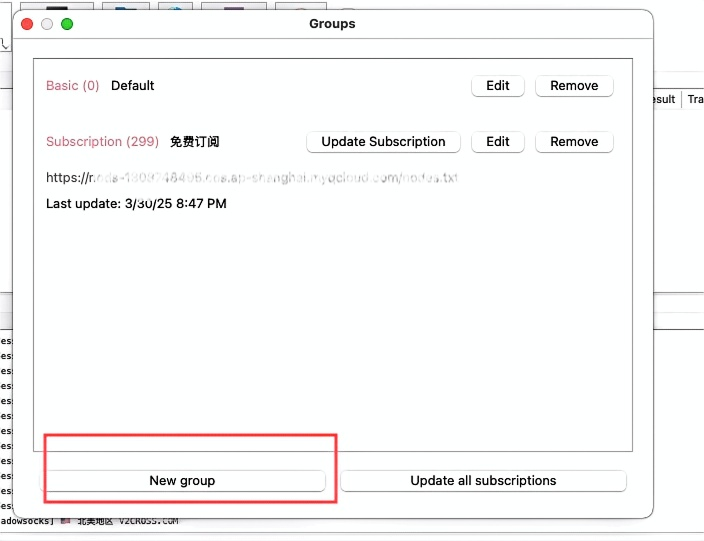 Groups
Basic (0) Default Edit Remove
esult Tra
Subscription (299) 免费订阅 Update Subscription Edit Remove
Last update: 3/30/25 8:47 PM
New group Update all subscriptions
adowsocks] 北美地区 V2CROSS.COM